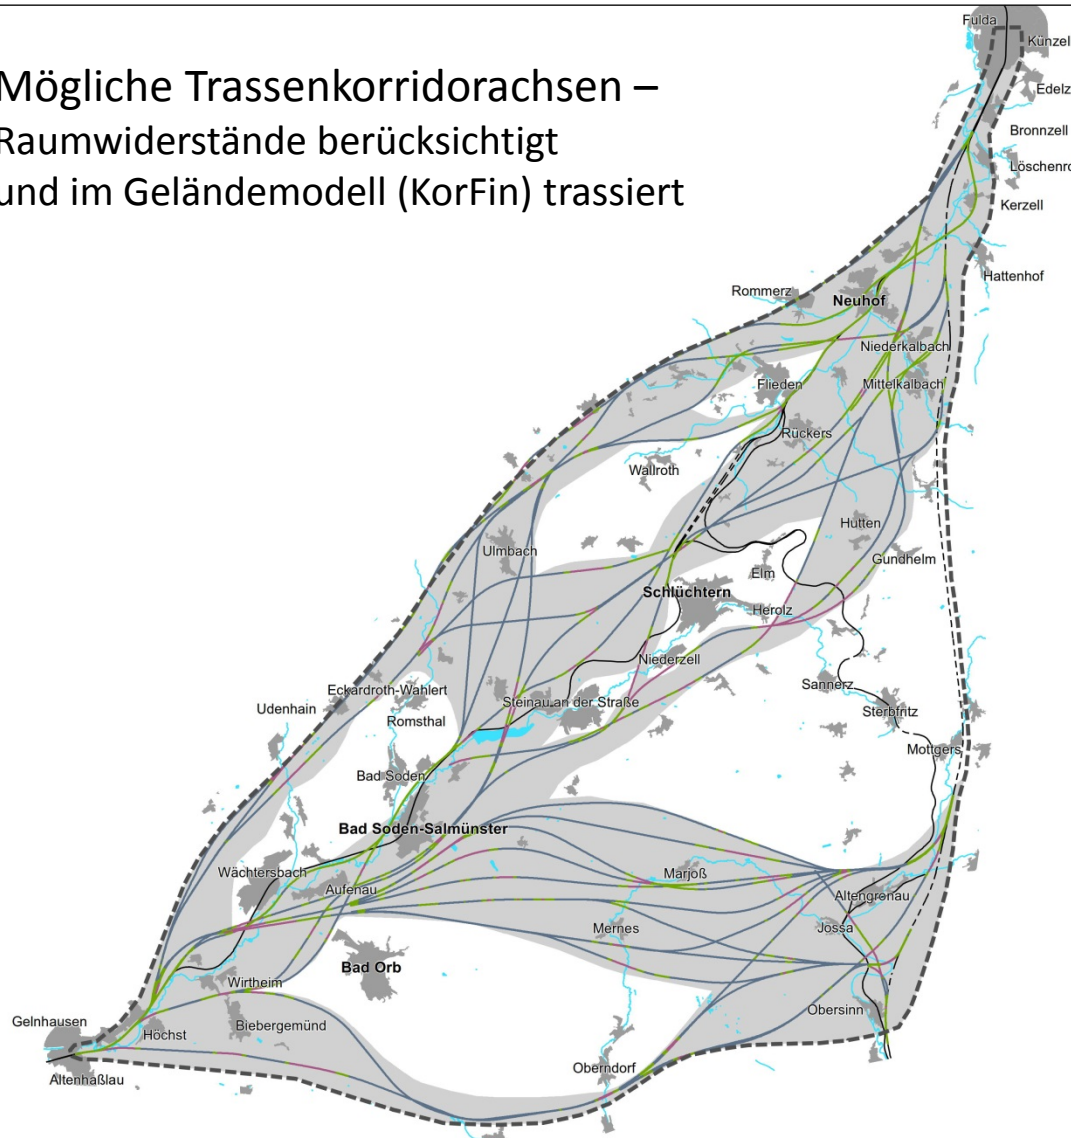 Mögliche Trassenkorridorachsen –
Raumwiderstände berücksichtigt
und im Geländemodell (KorFin) trassiert
Fulda
Künzel
Edelz
Bronnzell
Löschenro
Kerzell
Hattenhof
Rommerz
Neuhof
Niederkalbach
Flieden
Mittelkalbach
Rückers
Wallroth
Hutten
Ulmbach
Gundhelm
Elm
Schlüchtern
Herolz
Niederzell
Sannerz
Eckardroth-Wahlert
Steinau an der Straße
Udenhain
Romsthal
Sterbfritz
Mottgers
Bad Soden
Bad Soden-Salmünster
Wächtersbach
Marjoß
Aufenau
Altengronau
Mernes
Jossa
Bad Orb
Wirtheim
Obersinn
Gelnhausen
Biebergemünd
Höchst
Oberndorf
Altenhaßlau